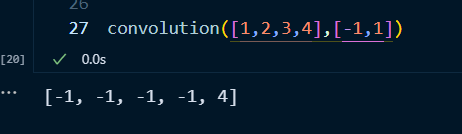 26
27 convolution([1,2,3,4],[-1,1])
[20]
0.0s
[-1, -1, -1, -1, 4]